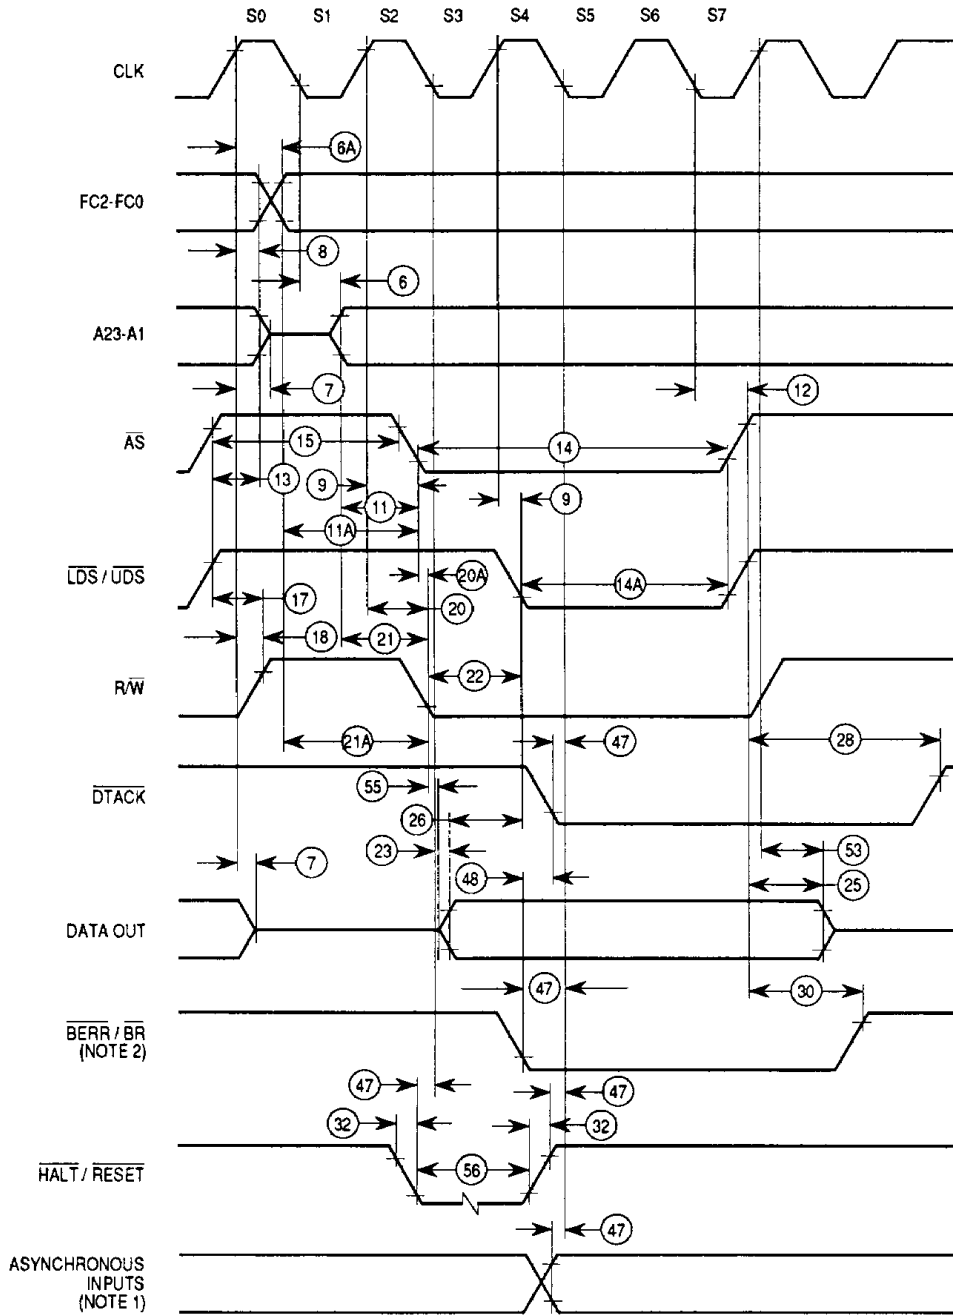 S0 S1 S2 S3 S4 S5 S6 S7
CLK
6A
FC2-FC0
8
6
A23-A1
7
12
AS
15
14
13
9
9
11
11A
LDS / UDS
20A
14A
17
20
18
21
R/W
22
21A
47
28
DTACK
55
26
23
53
7
48
25
DATA OUT
47
30
BERR / BR
(NOTE 2)
47
47
32
32
HALT / RESET
56
47
ASYNCHRONOUS
INPUTS
(NOTE 1)